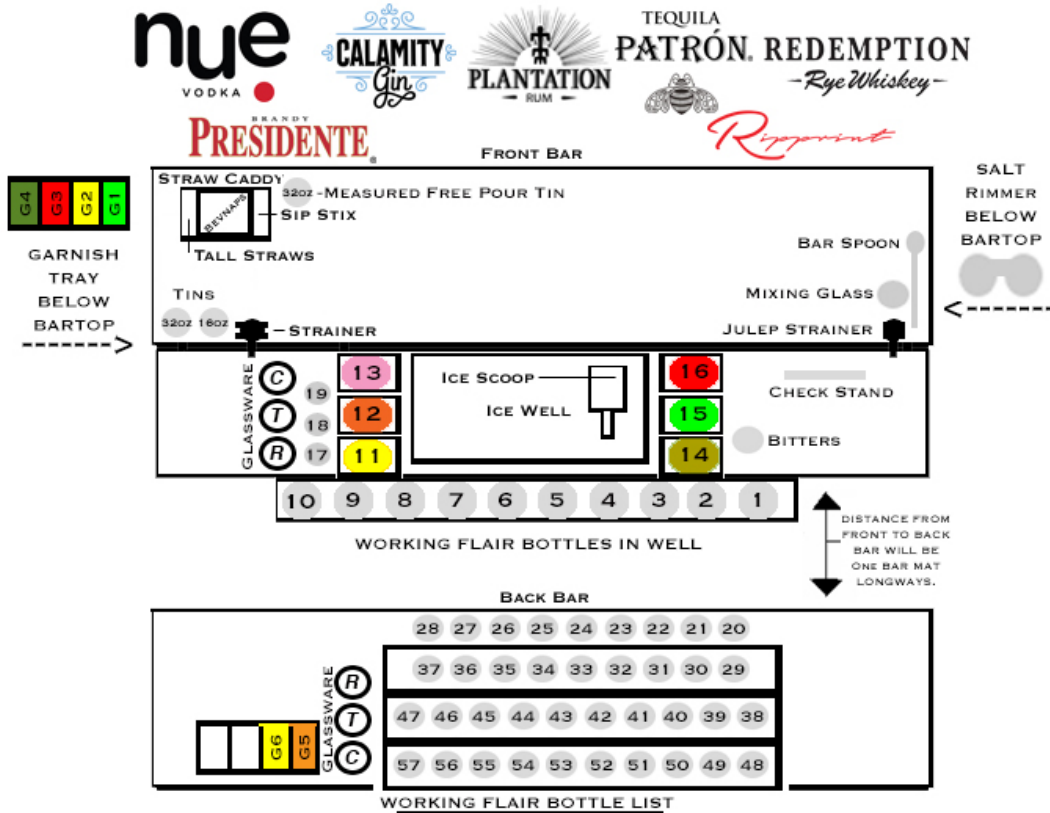 nue
VODKA
CALAMITY
Gin
PLANTATION
RUM
TEQUILA
PATRÓN.
REDEMPTION
Rye Whiskey
BRANDY
PRESIDENTE®
Ripprint
FRONT BAR
G4 G3 G2 G1
GARNISH
TRAY
BELOW
BARTOP
STRAW CADDY
BEVNAPS
32OZ -MEASURED FREE POUR TIN
SIP STIX
TALL STRAWS
TINS
32OZ 16OZ
-STRAINER
BAR SPOON
MIXING GLASS
JULEP STRAINER
SALT
RIMMER
BELOW
BARTOP
GLASSWARE
C
T
R
19
18
17
13
12
11
ICE SCOOP
ICE WELL
16
15
14
CHECK STAND
BITTERS
10 9 8 7 6 5 4 3 2 1
WORKING FLAIR BOTTLES IN WELL
DISTANCE FROM
FRONT TO BACK
BAR WILL BE
ONE BAR MAT
LONGWAYS.
BACK BAR
28 27 26 25 24 23 22 21 20
37 36 35 34 33 32 31 30 29
47 46 45 44 43 42 41 40 39 38
57 56 55 54 53 52 51 50 49 48
GLASSWARE
R
T
C
G6 G5
WORKING FLAIR BOTTLE LIST